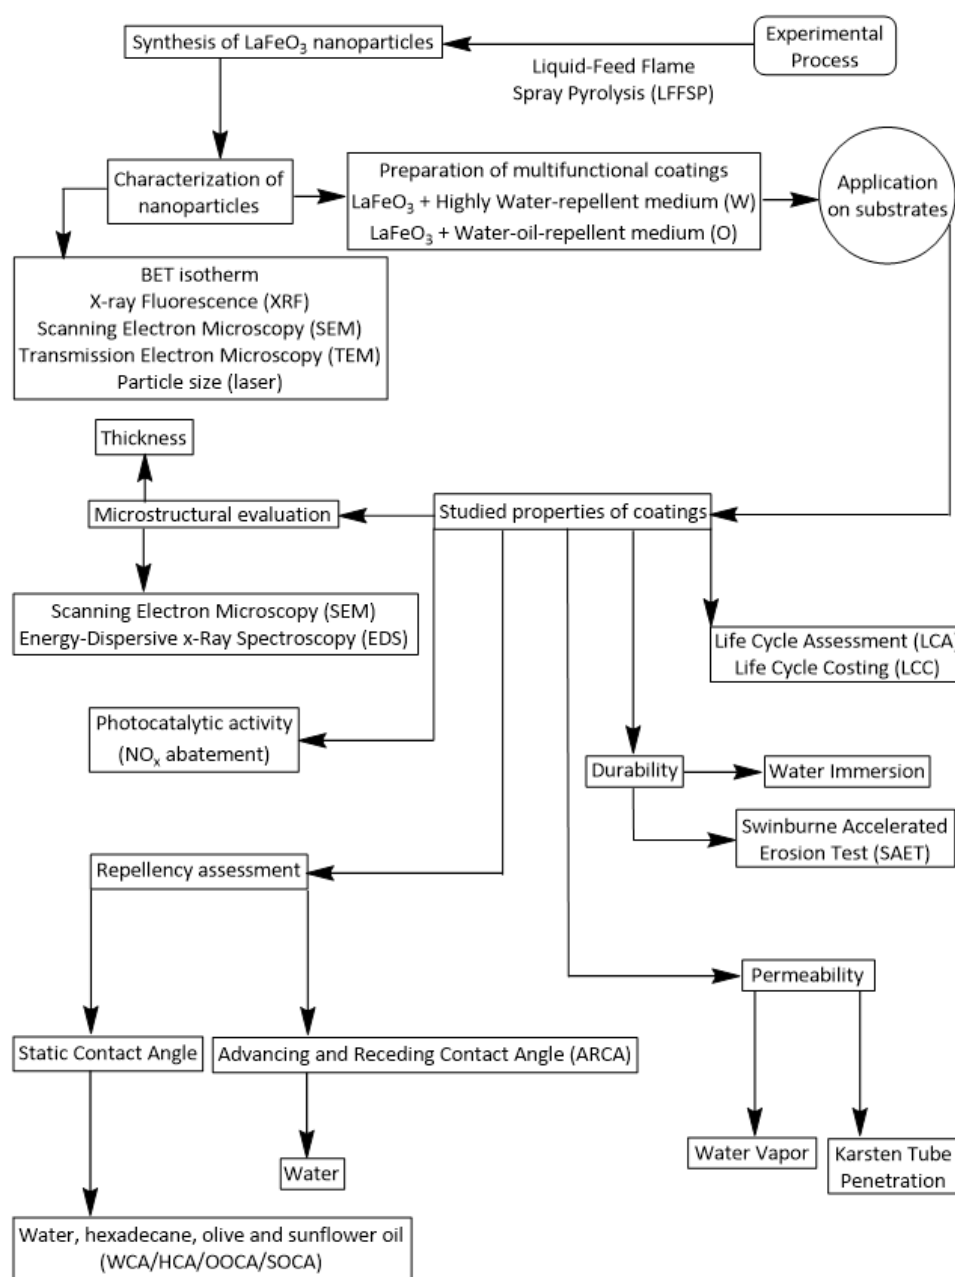 Synthesis of LaFeO₃ nanoparticles
Experimental
Process
Liquid-Feed Flame
Spray Pyrolysis (LFFSP)
Characterization of
nanoparticles
Preparation of multifunctional coatings
LaFeO₃ + Highly Water-repellent medium (W)
LaFeO₃ + Water-oil-repellent medium (O)
Application
on substrates
BET isotherm
X-ray Fluorescence (XRF)
Scanning Electron Microscopy (SEM)
Transmission Electron Microscopy (TEM)
Particle size (laser)
Thickness
Microstructural evaluation
Studied properties of coatings
Scanning Electron Microscopy (SEM)
Energy-Dispersive x-Ray Spectroscopy (EDS)
Life Cycle Assessment (LCA)
Life Cycle Costing (LCC)
Photocatalytic activity
(NOₓ abatement)
Durability
Water Immersion
Swinburne Accelerated
Erosion Test (SAET)
Repellency assessment
Permeability
Static Contact Angle
Advancing and Receding Contact Angle (ARCA)
Water Vapor
Karsten Tube
Penetration
Water
Water, hexadecane, olive and sunflower oil
(WCA/HCA/OOCA/SOCA)